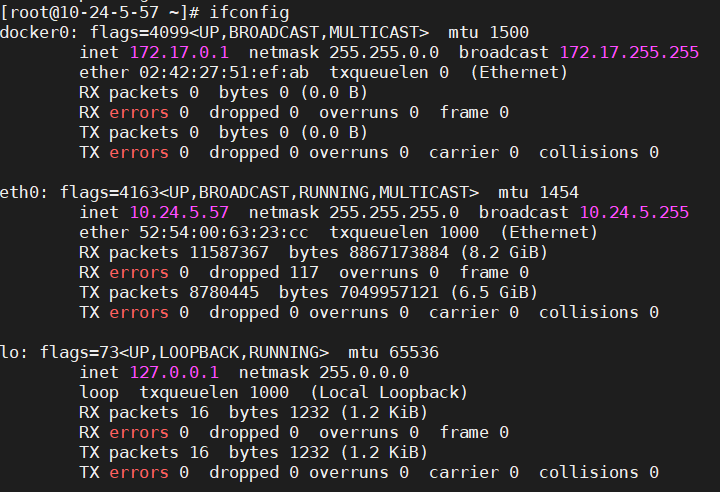 [root@10-24-5-57 ~]# ifconfig
docker0: flags=4099<UP,BROADCAST,MULTICAST>  mtu 1500
        inet 172.17.0.1  netmask 255.255.0.0  broadcast 172.17.255.255
        ether 02:42:27:51:ef:ab  txqueuelen 0  (Ethernet)
        RX packets 0  bytes 0 (0.0 B)
        RX errors 0  dropped 0  overruns 0  frame 0
        TX packets 0  bytes 0 (0.0 B)
        TX errors 0  dropped 0 overruns 0  carrier 0  collisions 0

eth0: flags=4163<UP,BROADCAST,RUNNING,MULTICAST>  mtu 1454
        inet 10.24.5.57  netmask 255.255.255.0  broadcast 10.24.5.255
        ether 52:54:00:63:23:cc  txqueuelen 1000  (Ethernet)
        RX packets 11587367  bytes 8867173884 (8.2 GiB)
        RX errors 0  dropped 117  overruns 0  frame 0
        TX packets 8780445  bytes 7049957121 (6.5 GiB)
        TX errors 0  dropped 0 overruns 0  carrier 0  collisions 0

lo: flags=73<UP,LOOPBACK,RUNNING>  mtu 65536
        inet 127.0.0.1  netmask 255.0.0.0
        loop  txqueuelen 1000  (Local Loopback)
        RX packets 16  bytes 1232 (1.2 KiB)
        RX errors 0  dropped 0  overruns 0  frame 0
        TX packets 16  bytes 1232 (1.2 KiB)
        TX errors 0  dropped 0 overruns 0  carrier 0  collisions 0